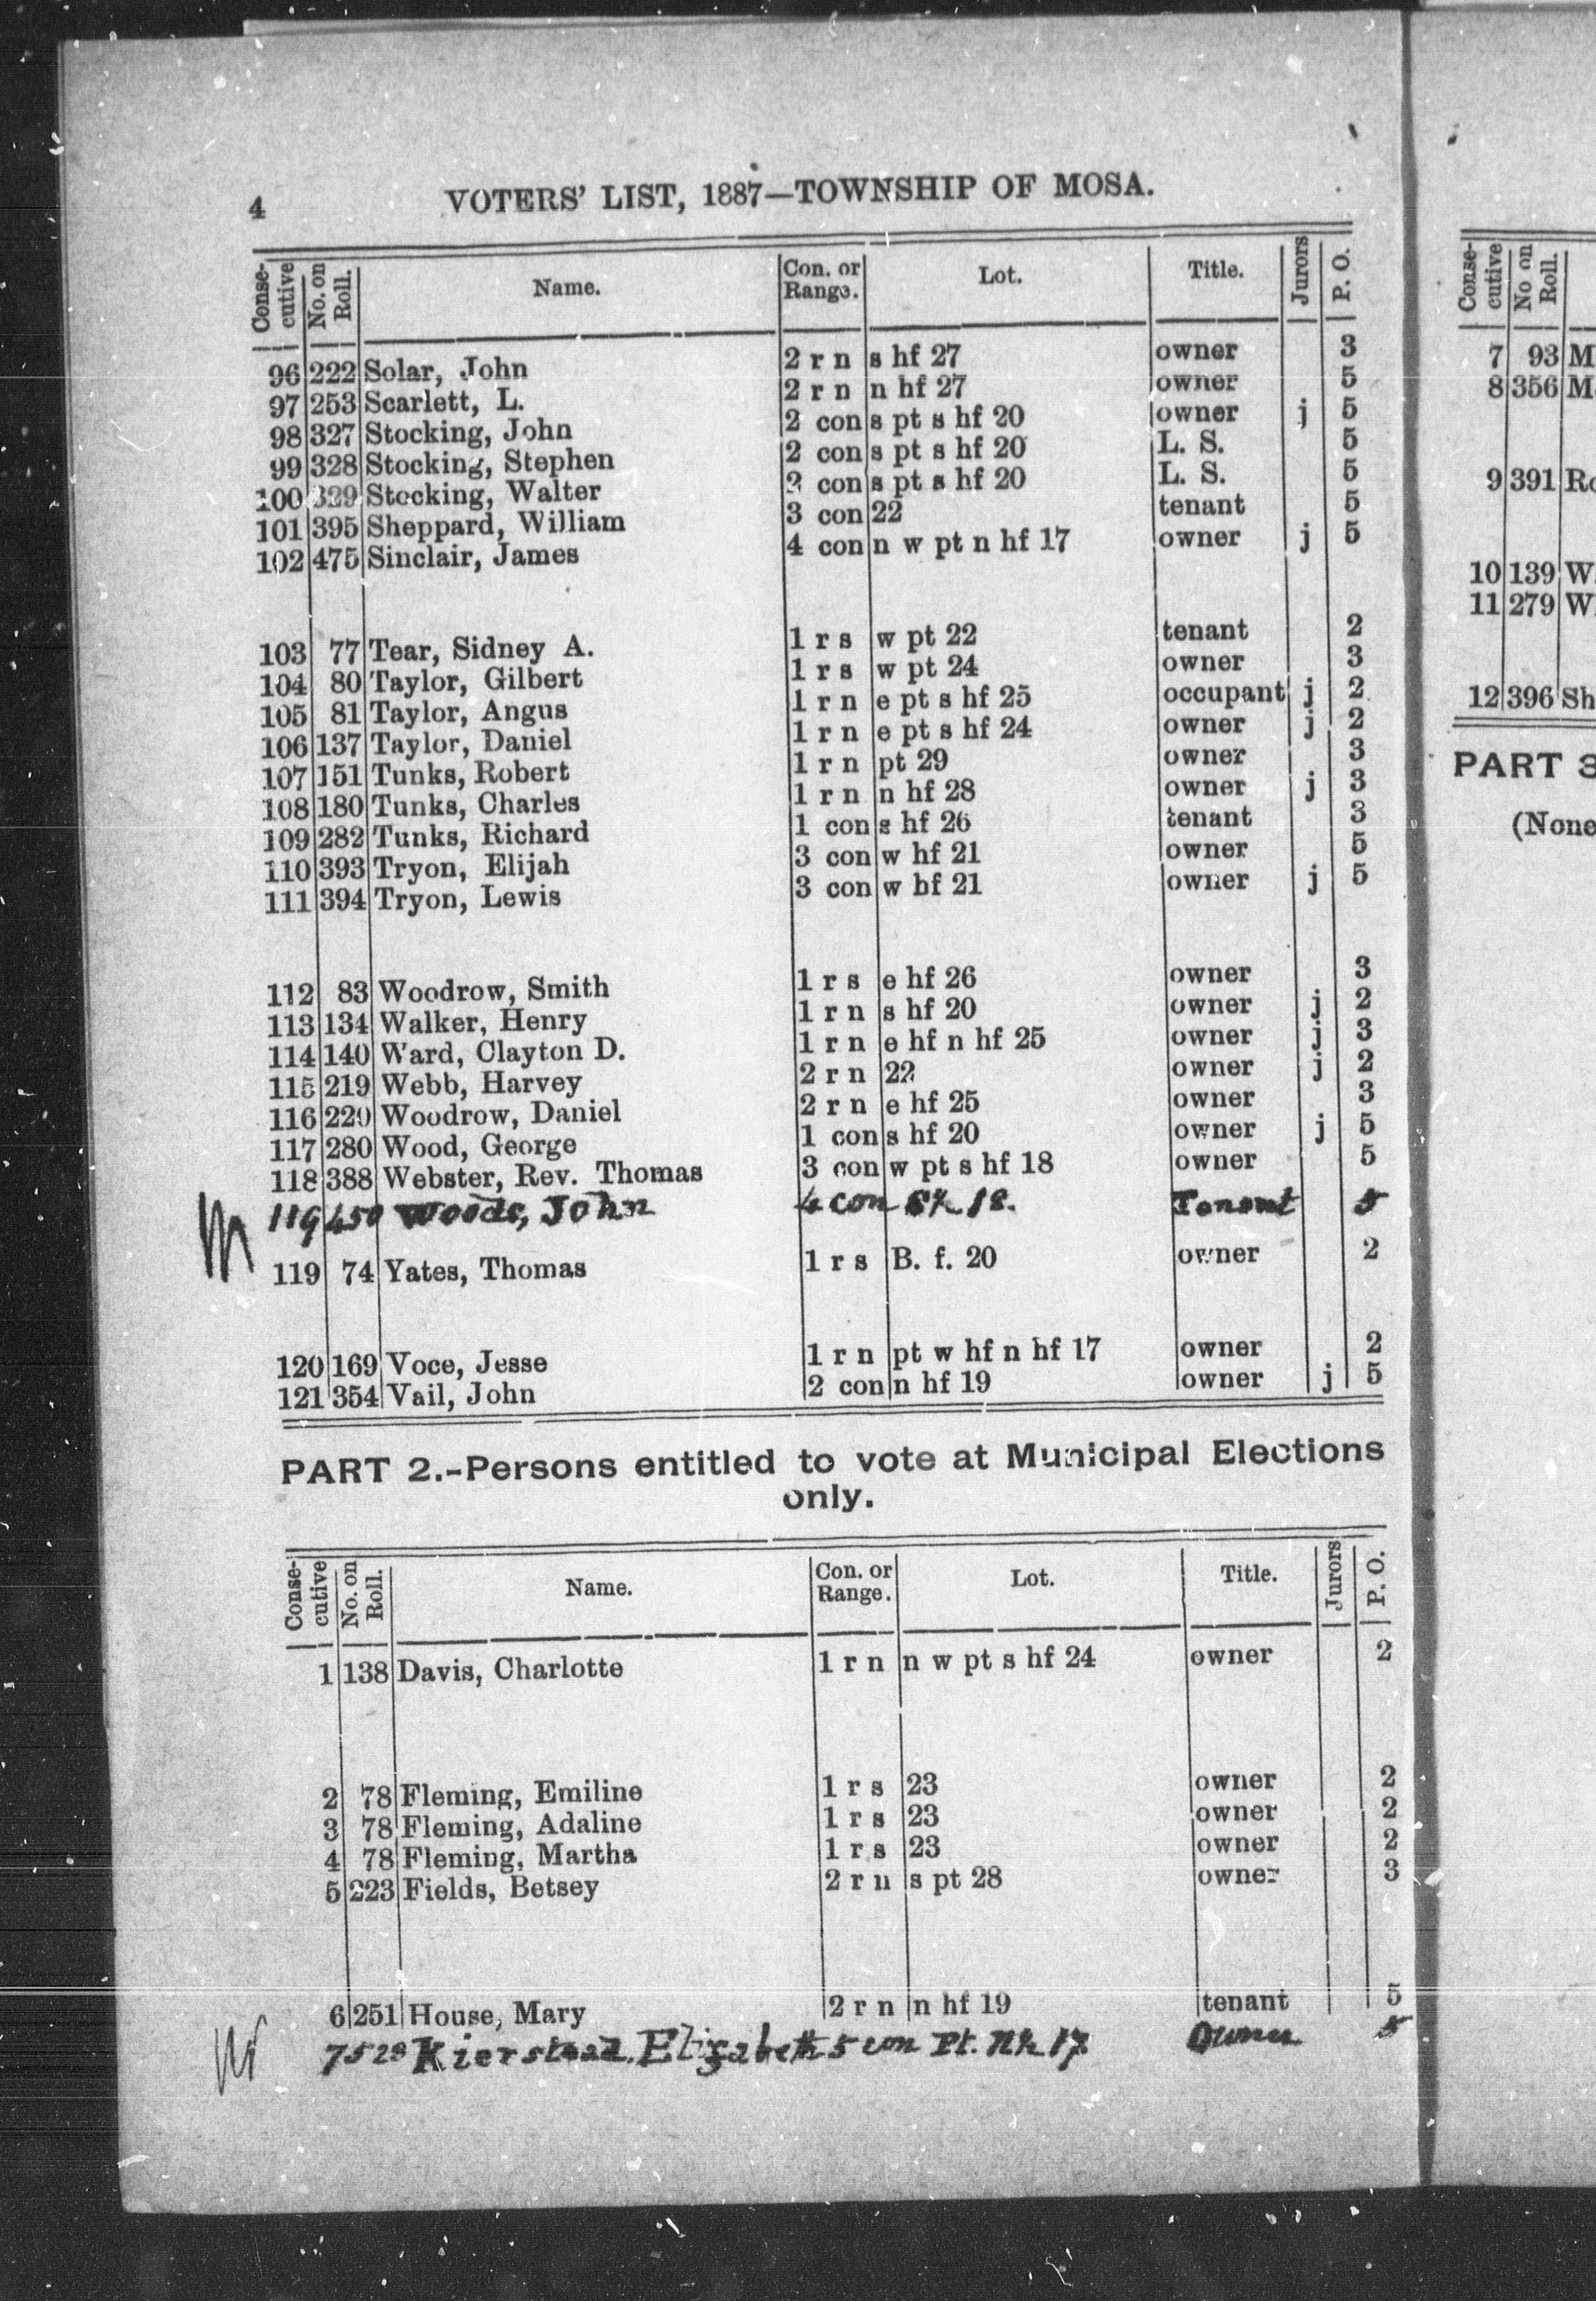 4 VOTERS' LIST, 1887—TOWNSHIP OF MOSA.
Conse-cutive No. on Roll. Name. Con. or Range. Lot. Title. Jurors P. O.
96 222 Solar, John 2 r n s hf 27 owner 3
97 253 Scarlett, L. 2 r n n hf 27 owner 5
98 327 Stocking, John 2 con s pt s hf 20 owner j 5
99 328 Stocking, Stephen 2 con s pt s hf 20 L. S. 5
100 329 Stocking, Walter 2 con s pt s hf 20 L. S. 5
101 395 Sheppard, William 3 con 22 tenant 5
102 475 Sinclair, James 4 con n w pt n hf 17 owner j 5
103 77 Tear, Sidney A. 1 r s w pt 22 tenant 2
104 80 Taylor, Gilbert 1 r s w pt 24 owner 3
105 81 Taylor, Angus 1 r n e pt s hf 25 occupant j 2
106 137 Taylor, Daniel 1 r n e pt s hf 24 owner j 2
107 151 Tunks, Robert 1 r n pt 29 owner 3
108 180 Tunks, Charles 1 r n n hf 28 owner j 3
109 282 Tunks, Richard 1 con s hf 26 tenant 3
110 393 Tryon, Elijah 3 con w hf 21 owner 5
111 394 Tryon, Lewis 3 con w hf 21 owner j 5
112 83 Woodrow, Smith 1 r s e hf 26 owner 3
113 134 Walker, Henry 1 r n s hf 20 owner j 2
114 140 Ward, Clayton D. 1 r n e hf n hf 25 owner j 3
115 219 Webb, Harvey 2 r n 22 owner j 2
116 220 Woodrow, Daniel 2 r n e hf 25 owner 3
117 280 Wood, George 1 con s hf 20 owner j 5
118 388 Webster, Rev. Thomas 3 con w pt s hf 18 owner 5
119 450 Woods, John 4 con 18. Tenant 5
119 74 Yates, Thomas 1 r s B. f. 20 owner 2
120 169 Voce, Jesse 1 r n pt w hf n hf 17 owner 2
121 354 Vail, John 2 con n hf 19 owner j 5
PART 2.-Persons entitled to vote at Municipal Elections
only.
Conse-cutive No. on Roll. Name. Con. or Range. Lot. Title. Jurors P. O.
1 138 Davis, Charlotte 1 r n n w pt s hf 24 owner 2
2 78 Fleming, Emiline 1 r s 23 owner 2
3 78 Fleming, Adaline 1 r s 23 owner 2
4 78 Fleming, Martha 1 r s 23 owner 2
5 223 Fields, Betsey 2 r n s pt 28 owner 3
6 251 House, Mary 2 r n n hf 19 tenant 5
7 528 Kierstead, Elizabeth 5 con Pt. Nh 17 Owner 5
Conse-cutive No on Roll.
7 93 M
8 356 M
9 391 Ro
10 139 W
11 279 W
12 396 Sh
PART 3
(None